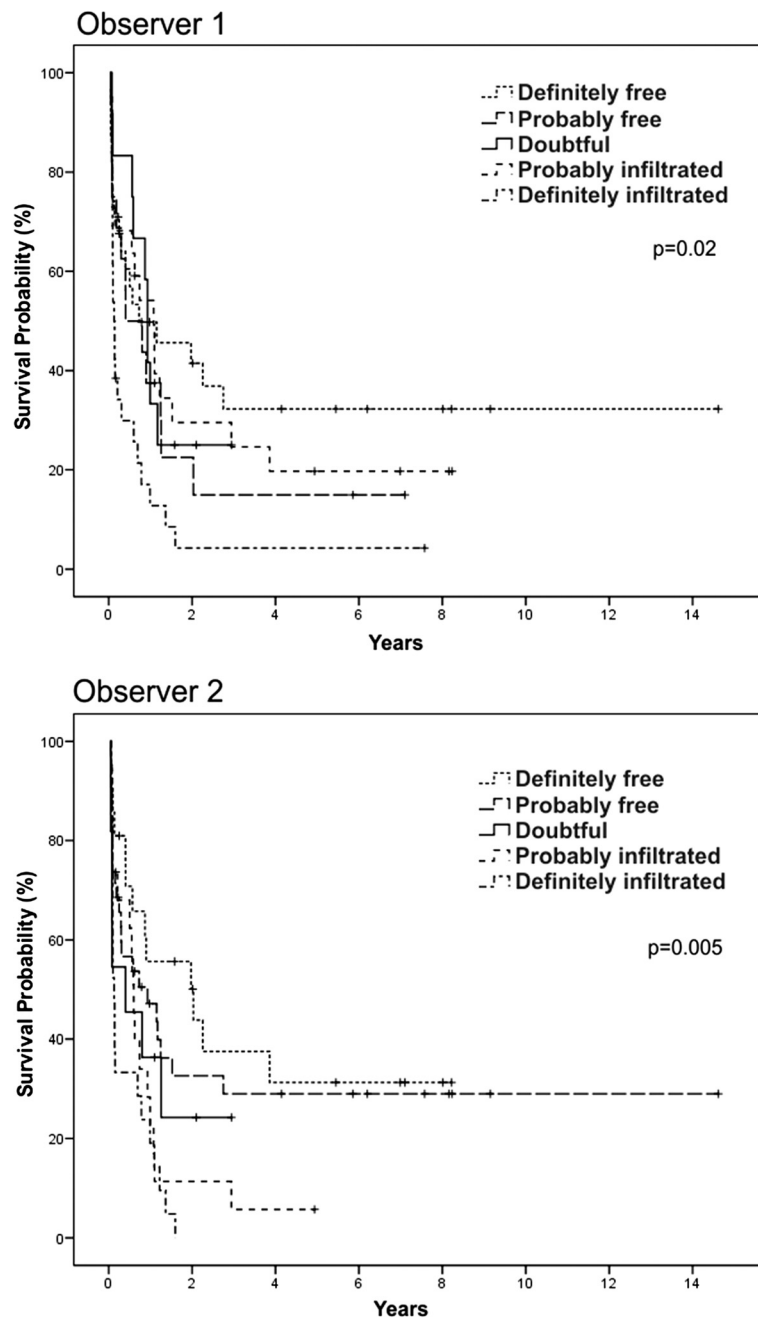 Observer 1
100
80
60
40
20
0
Survival Probability (%)
Definitely free
Probably free
Doubtful
Probably infiltrated
Definitely infiltrated
p=0.02
0 2 4 6 8 10 12 14
Years
Observer 2
100
80
60
40
20
0
Survival Probability (%)
Definitely free
Probably free
Doubtful
Probably infiltrated
Definitely infiltrated
p=0.005
0 2 4 6 8 10 12 14
Years